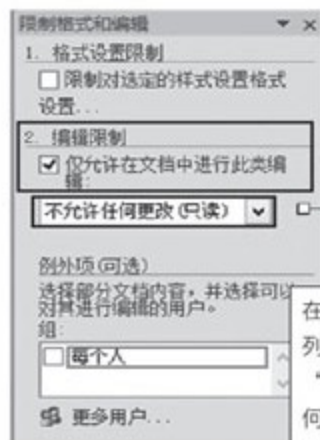 限制格式和编辑
1. 格式设置限制
限制对选定的样式设置格式
设置...
2. 编辑限制
仅允许在文档中进行此类编
辑:
不允许任何更改(只读)
例外项(可选)
选择部分文档内容，并选择可以
对其进行编辑的用户。
组:
每个人
更多用户...
在
列
“
何